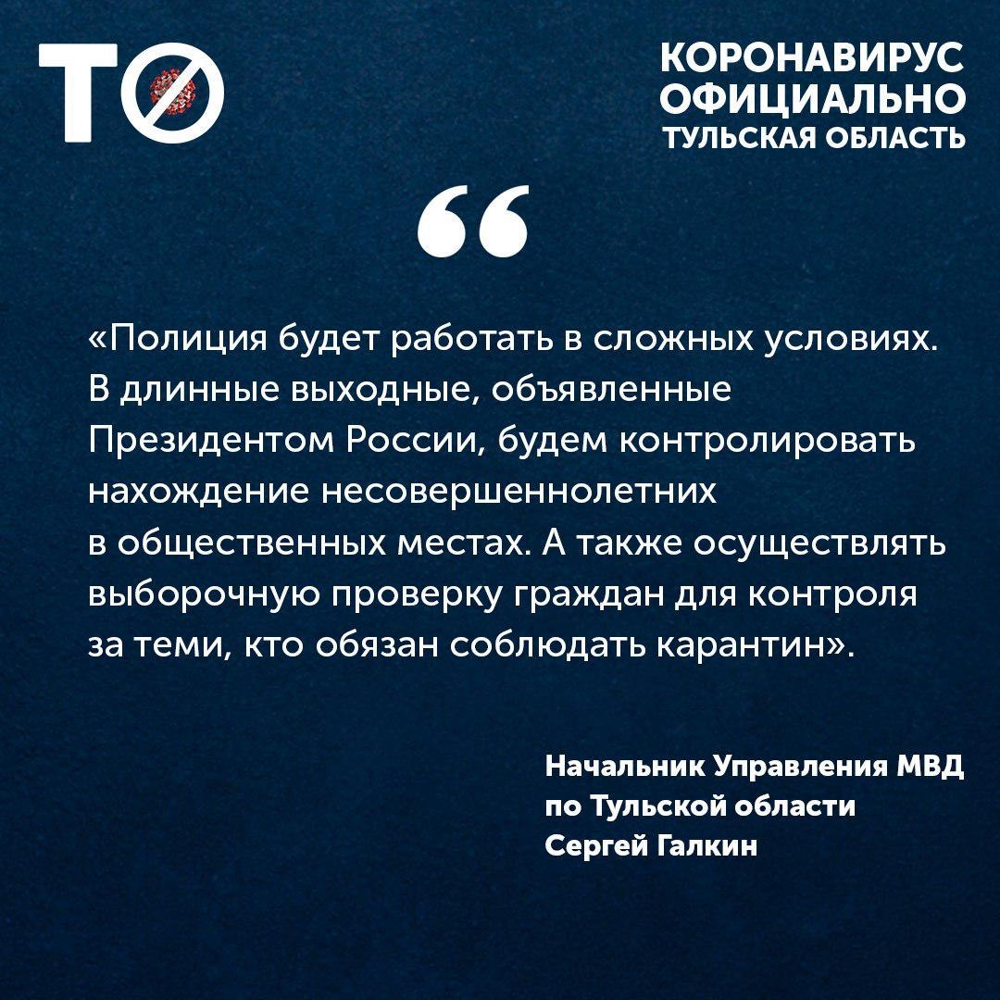 ТО
КОРОНАВИРУС
ОФИЦИАЛЬНО
ТУЛЬСКАЯ ОБЛАСТЬ
“
«Полиция будет работать в сложных условиях.
В длинные выходные, объявленные
Президентом России, будем контролировать
нахождение несовершеннолетних
в общественных местах. А также осуществлять
выборочную проверку граждан для контроля
за теми, кто обязан соблюдать карантин».
Начальник Управления МВД
по Тульской области
Сергей Галкин